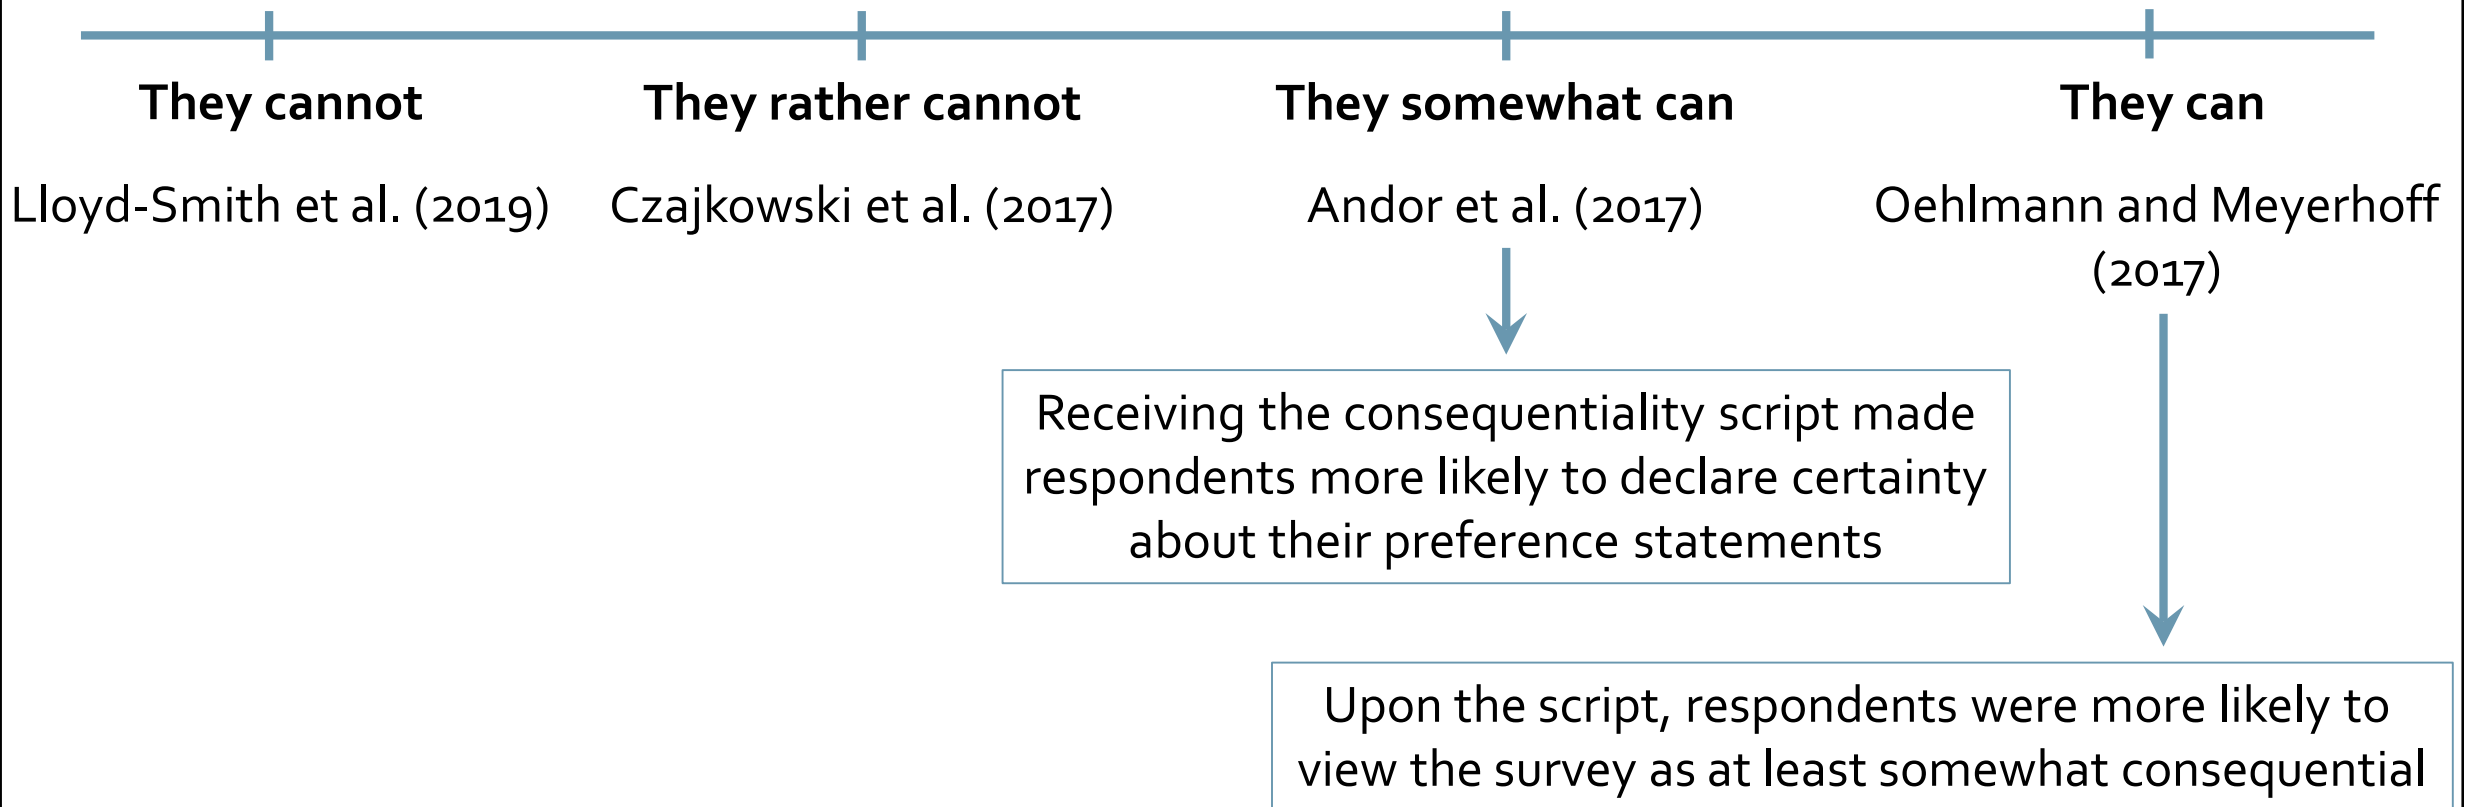 They cannot
They rather cannot
They somewhat can
They can
Lloyd-Smith et al. (2019)
Czajkowski et al. (2017)
Andor et al. (2017)
Oehlmann and Meyerhoff
(2017)
Receiving the consequentiality script made
respondents more likely to declare certainty
about their preference statements
Upon the script, respondents were more likely to
view the survey as at least somewhat consequential